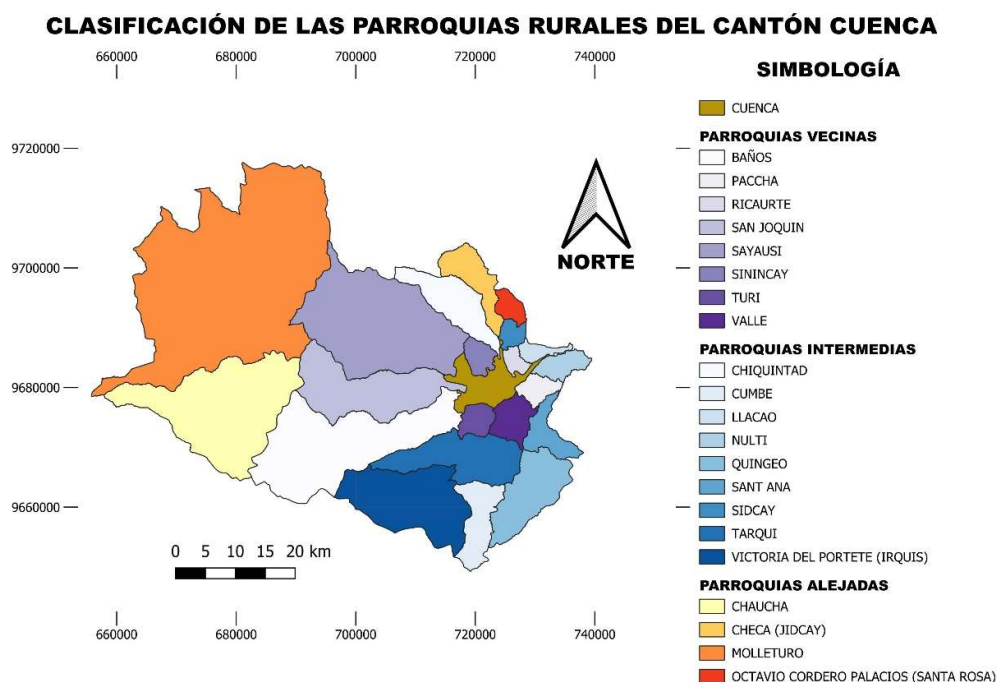 CLASIFICACIÓN DE LAS PARROQUIAS RURALES DEL CANTÓN CUENCA
660000 680000 700000 720000 740000
9720000
9700000
9680000
9660000
NORTE
0 5 10 15 20 km
660000 680000 700000 720000 740000
SIMBOLOGÍA
CUENCA
PARROQUIAS VECINAS
BAÑOS
PACCHA
RICAURTE
SAN JOQUIN
SAYAUSI
SININCAY
TURI
VALLE
PARROQUIAS INTERMEDIAS
CHIQUINTAD
CUMBE
LLACAO
NULTI
QUINGEO
SANT ANA
SIDCAY
TARQUI
VICTORIA DEL PORTETE (IRQUIS)
PARROQUIAS ALEJADAS
CHAUCHA
CHECA (JIDCAY)
MOLLETURO
OCTAVIO CORDERO PALACIOS (SANTA ROSA)